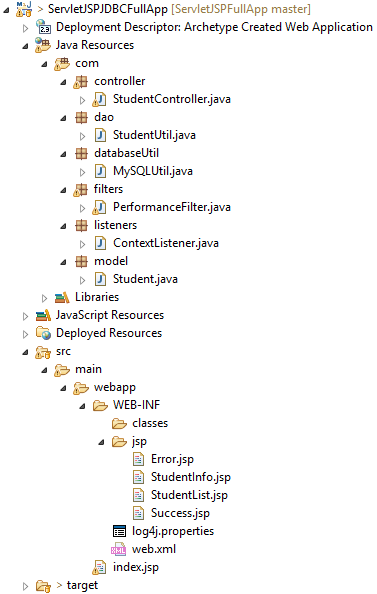 > ServletJSPJDBCFullApp [ServletJSPFullApp master]
Deployment Descriptor: Archetype Created Web Application
Java Resources
com
controller
StudentController.java
dao
StudentUtil.java
databaseUtil
MySQLUtil.java
filters
PerformanceFilter.java
listeners
ContextListener.java
model
Student.java
Libraries
JavaScript Resources
Deployed Resources
src
main
webapp
WEB-INF
classes
jsp
Error.jsp
StudentInfo.jsp
StudentList.jsp
Success.jsp
log4j.properties
web.xml
index.jsp
> target